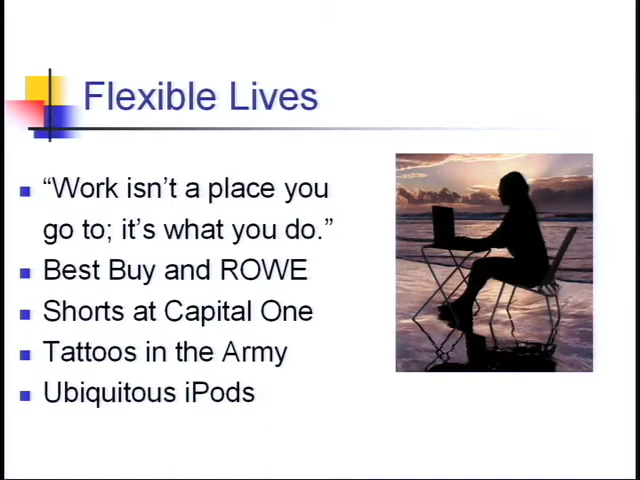 Flexible Lives
“Work isn’t a place you
go to; it’s what you do.”
Best Buy and ROWE
Shorts at Capital One
Tattoos in the Army
Ubiquitous iPods